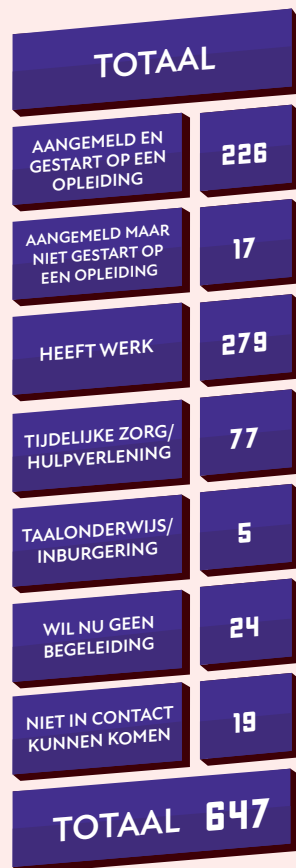 TOTAAL
AANGEMELD EN
GESTART OP EEN
OPLEIDING
226
AANGEMELD MAAR
NIET GESTART OP
EEN OPLEIDING
17
HEEFT WERK
279
TIJDELIJKE ZORG/
HULPVERLENING
77
TAALONDERWIJS/
INBURGERING
5
WIL NU GEEN
BEGELEIDING
24
NIET IN CONTACT
KUNNEN KOMEN
19
TOTAAL 647